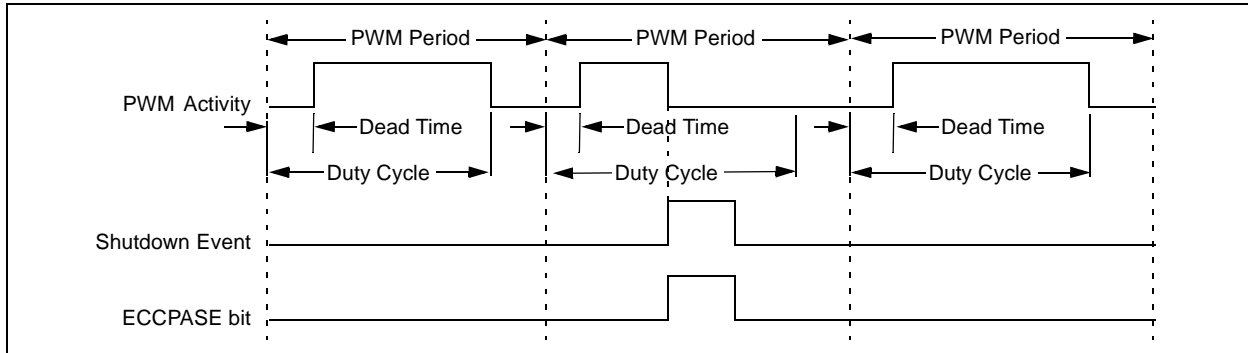 PWM Period PWM Period PWM Period
PWM Activity
Dead Time Dead Time Dead Time
Duty Cycle Duty Cycle Duty Cycle
Shutdown Event
ECCPASE bit